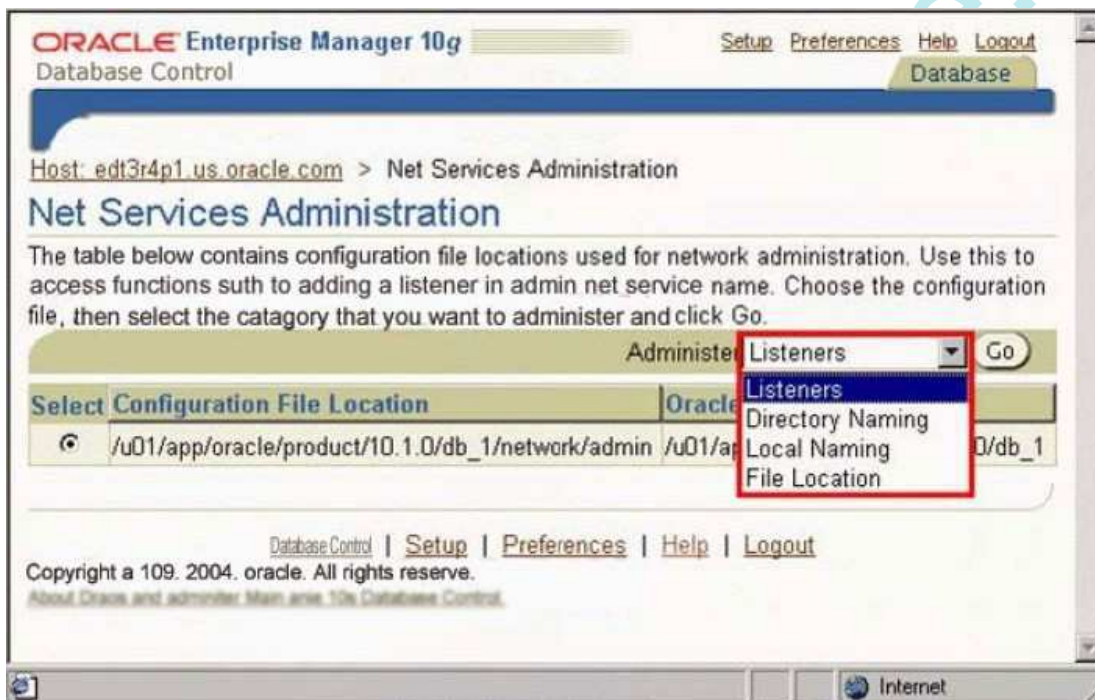 ORACLE Enterprise Manager 10g
Setup Preferences Help Logout
Database Control
Database
Host: edt3r4p1.us.oracle.com > Net Services Administration
Net Services Administration
The table below contains configuration file locations used for network administration. Use this to
access functions suth to adding a listener in admin net service name. Choose the configuration
file, then select the catagory that you want to administer and click Go.
Administe Listeners Go
Listeners
Directory Naming
Local Naming
File Location
Select Configuration File Location Oracle
/u01/app/oracle/product/10.1.0/db_1/network/admin /u01/ap 0/db_1
Database Control | Setup | Preferences | Help | Logout
Copyright a 109. 2004. oracle. All rights reserve.
Internet